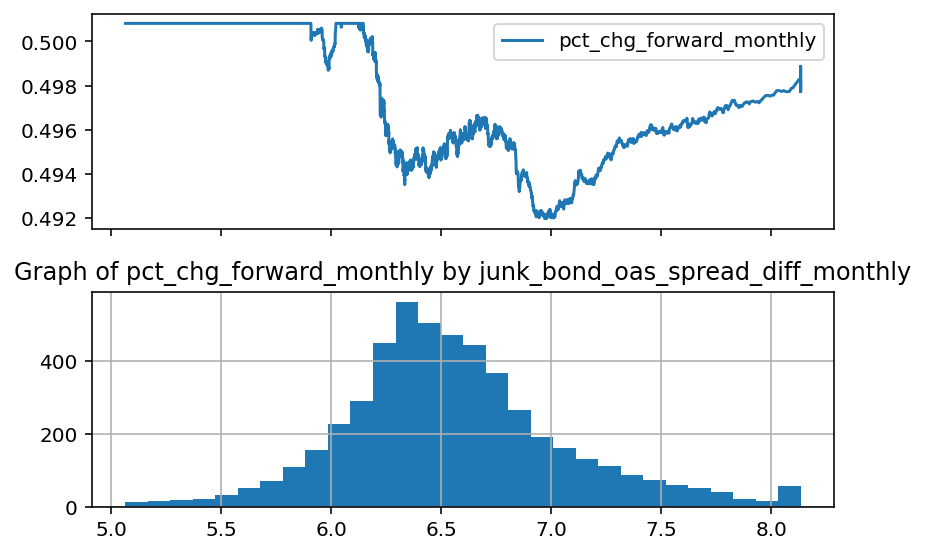 0.500
0.498
0.496
0.494
0.492
pct_chg_forward_monthly
Graph of pct_chg_forward_monthly by junk_bond_oas_spread_diff_monthly
400
200
0
5.0 5.5 6.0 6.5 7.0 7.5 8.0